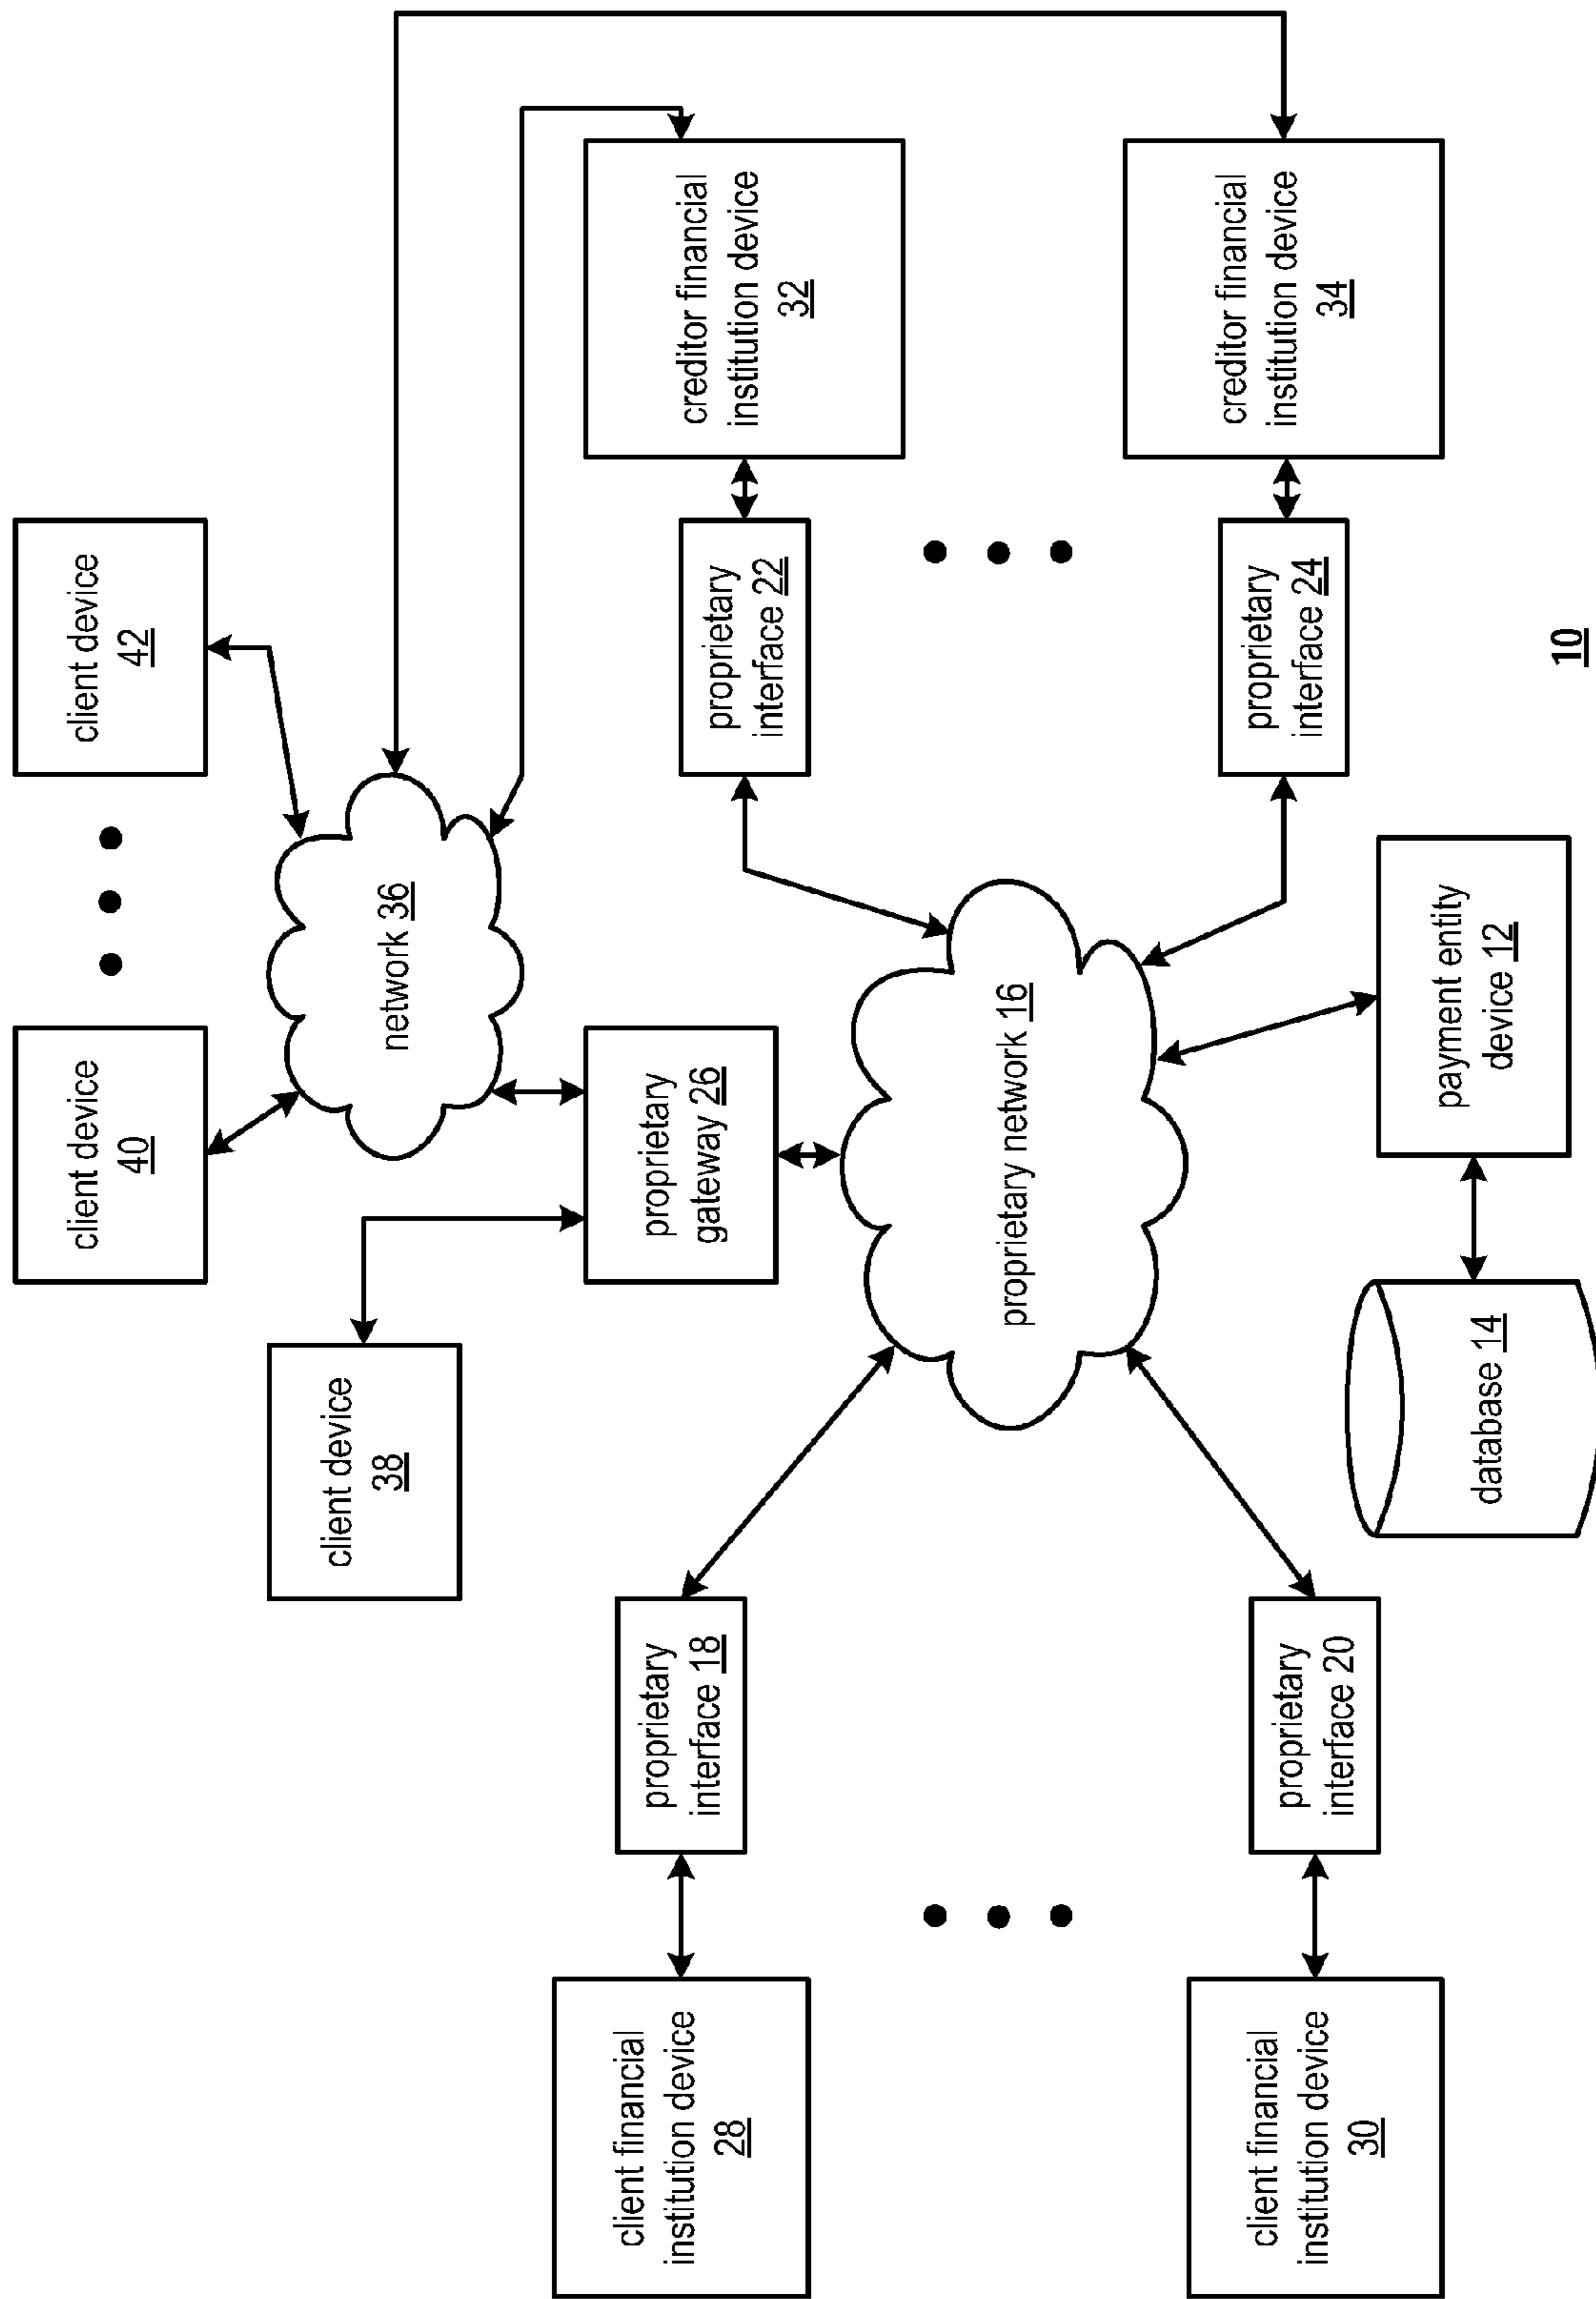 client device
40
client device
42
client device
38
network 36
proprietary
gateway 26
client financial
institution device
28
proprietary
interface 18
proprietary
interface 22
creditor financial
institution device
32
proprietary network 16
client financial
institution device
30
proprietary
interface 20
proprietary
interface 24
creditor financial
institution device
34
database 14
payment entity
device 12
10